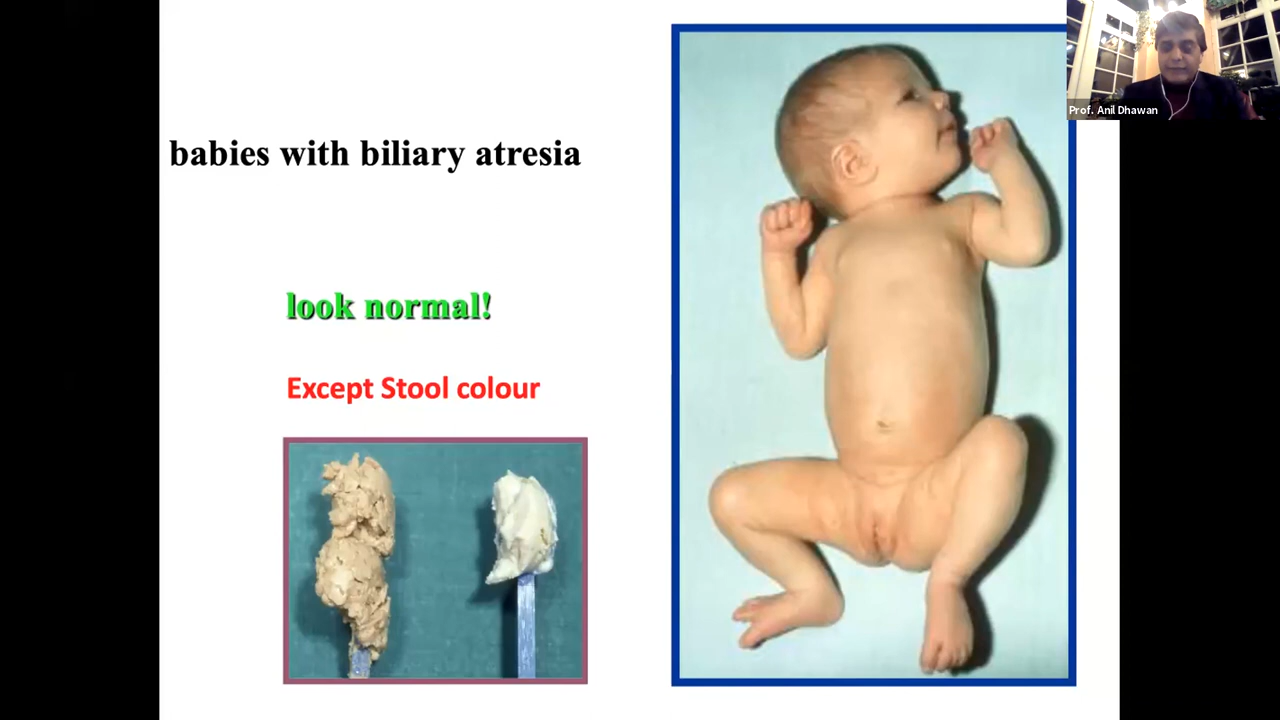 babies with biliary atresia
look normal!
Except Stool colour
Prof. Anil Dhawan